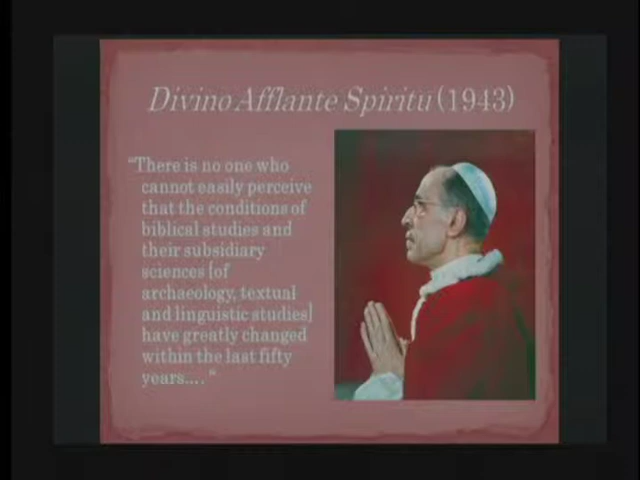 Divino Afflante Spiritu (1943)
“There is no one who
cannot easily perceive
that the conditions of
biblical studies and
their subsidiary
sciences [of
archaeology, textual
and linguistic studies]
have greatly changed
within the last fifty
years…. “